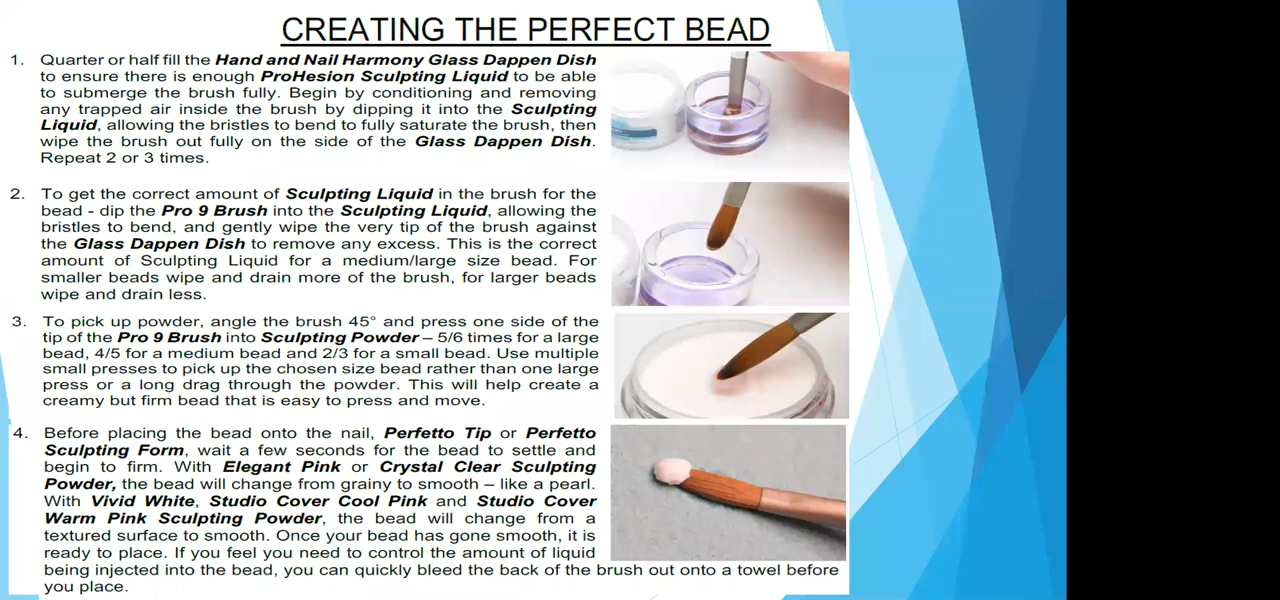 CREATING THE PERFECT BEAD
1. Quarter or half fill the Hand and Nail Harmony Glass Dappen Dish
to ensure there is enough ProHesion Sculpting Liquid to be able
to submerge the brush fully. Begin by conditioning and removing
any trapped air inside the brush by dipping it into the Sculpting
Liquid, allowing the bristles to bend to fully saturate the brush, then
wipe the brush out fully on the side of the Glass Dappen Dish.
Repeat 2 or 3 times.
2. To get the correct amount of Sculpting Liquid in the brush for the
bead - dip the Pro 9 Brush into the Sculpting Liquid, allowing the
bristles to bend, and gently wipe the very tip of the brush against
the Glass Dappen Dish to remove any excess. This is the correct
amount of Sculpting Liquid for a medium/large size bead. For
smaller beads wipe and drain more of the brush, for larger beads
wipe and drain less.
3. To pick up powder, angle the brush 45° and press one side of the
tip of the Pro 9 Brush into Sculpting Powder – 5/6 times for a large
bead, 4/5 for a medium bead and 2/3 for a small bead. Use multiple
small presses to pick up the chosen size bead rather than one large
press or a long drag through the powder. This will help create a
creamy but firm bead that is easy to press and move.
4. Before placing the bead onto the nail, Perfetto Tip or Perfetto
Sculpting Form, wait a few seconds for the bead to settle and
begin to firm. With Elegant Pink or Crystal Clear Sculpting
Powder, the bead will change from grainy to smooth – like a pearl.
With Vivid White, Studio Cover Cool Pink and Studio Cover
Warm Pink Sculpting Powder, the bead will change from a
textured surface to smooth. Once your bead has gone smooth, it is
ready to place. If you feel you need to control the amount of liquid
being injected into the bead, you can quickly bleed the back of the brush out onto a towel before
you place.